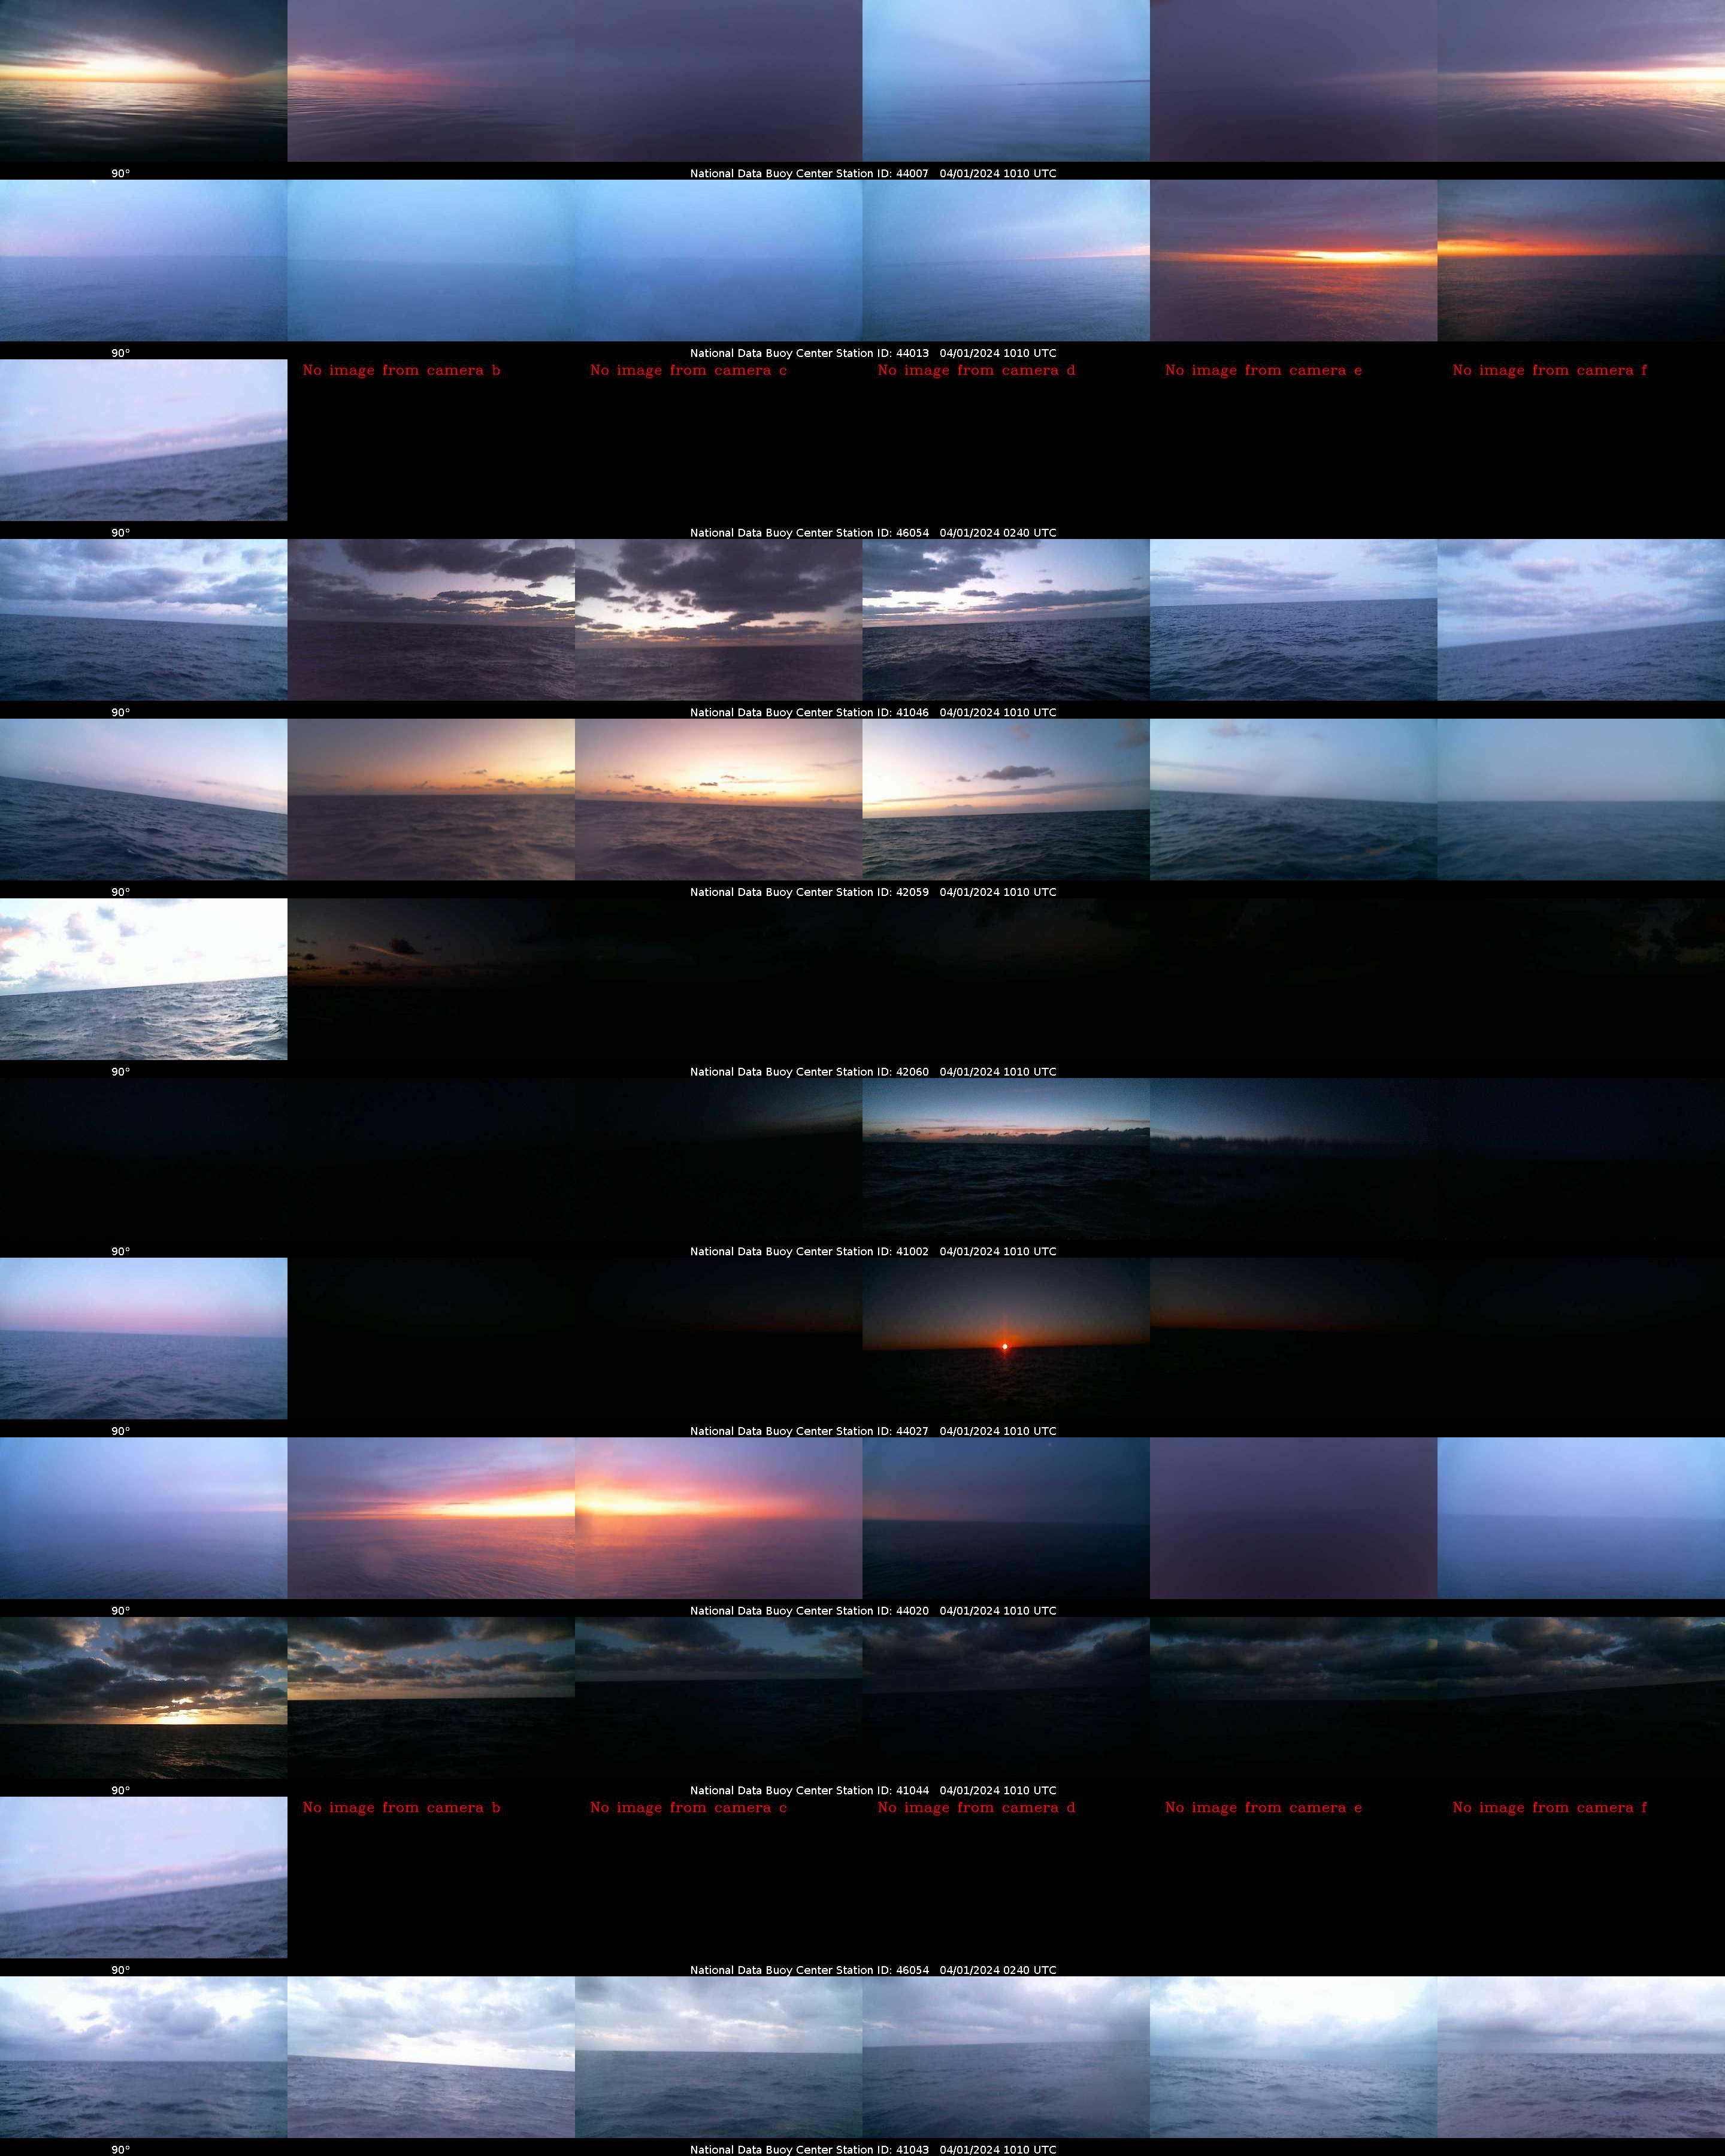 90° National Data Buoy Center Station ID: 44007 04/01/2024 1010 UTC
90° National Data Buoy Center Station ID: 44013 04/01/2024 1010 UTC
No image from camera b No image from camera c No image from camera d No image from camera e No image from camera f
90° National Data Buoy Center Station ID: 46054 04/01/2024 0240 UTC
90° National Data Buoy Center Station ID: 41046 04/01/2024 1010 UTC
90° National Data Buoy Center Station ID: 42059 04/01/2024 1010 UTC
90° National Data Buoy Center Station ID: 42060 04/01/2024 1010 UTC
90° National Data Buoy Center Station ID: 41002 04/01/2024 1010 UTC
90° National Data Buoy Center Station ID: 44027 04/01/2024 1010 UTC
90° National Data Buoy Center Station ID: 44020 04/01/2024 1010 UTC
90° National Data Buoy Center Station ID: 41044 04/01/2024 1010 UTC
No image from camera b No image from camera c No image from camera d No image from camera e No image from camera f
90° National Data Buoy Center Station ID: 46054 04/01/2024 0240 UTC
90° National Data Buoy Center Station ID: 41043 04/01/2024 1010 UTC